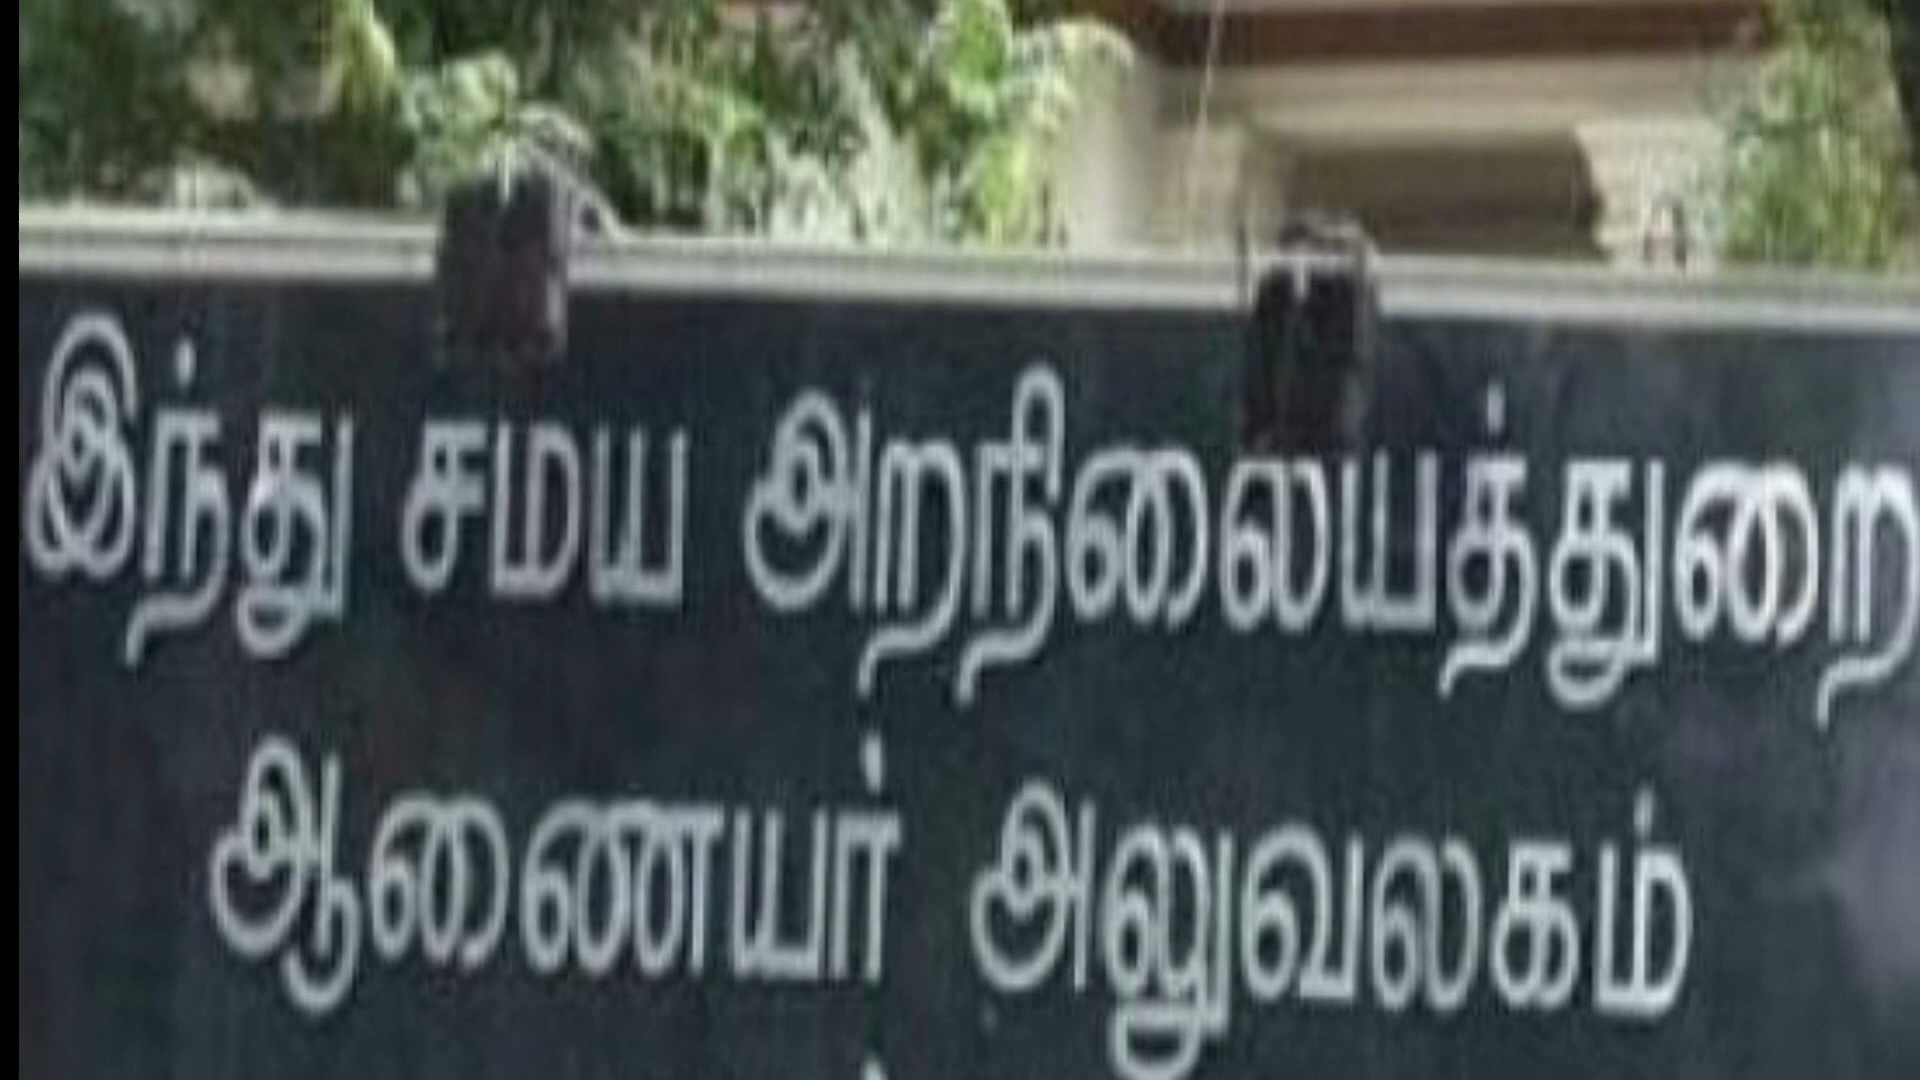 இந்து சமய அறநிலையத்துறை
ஆணையர் அலுவலகம்